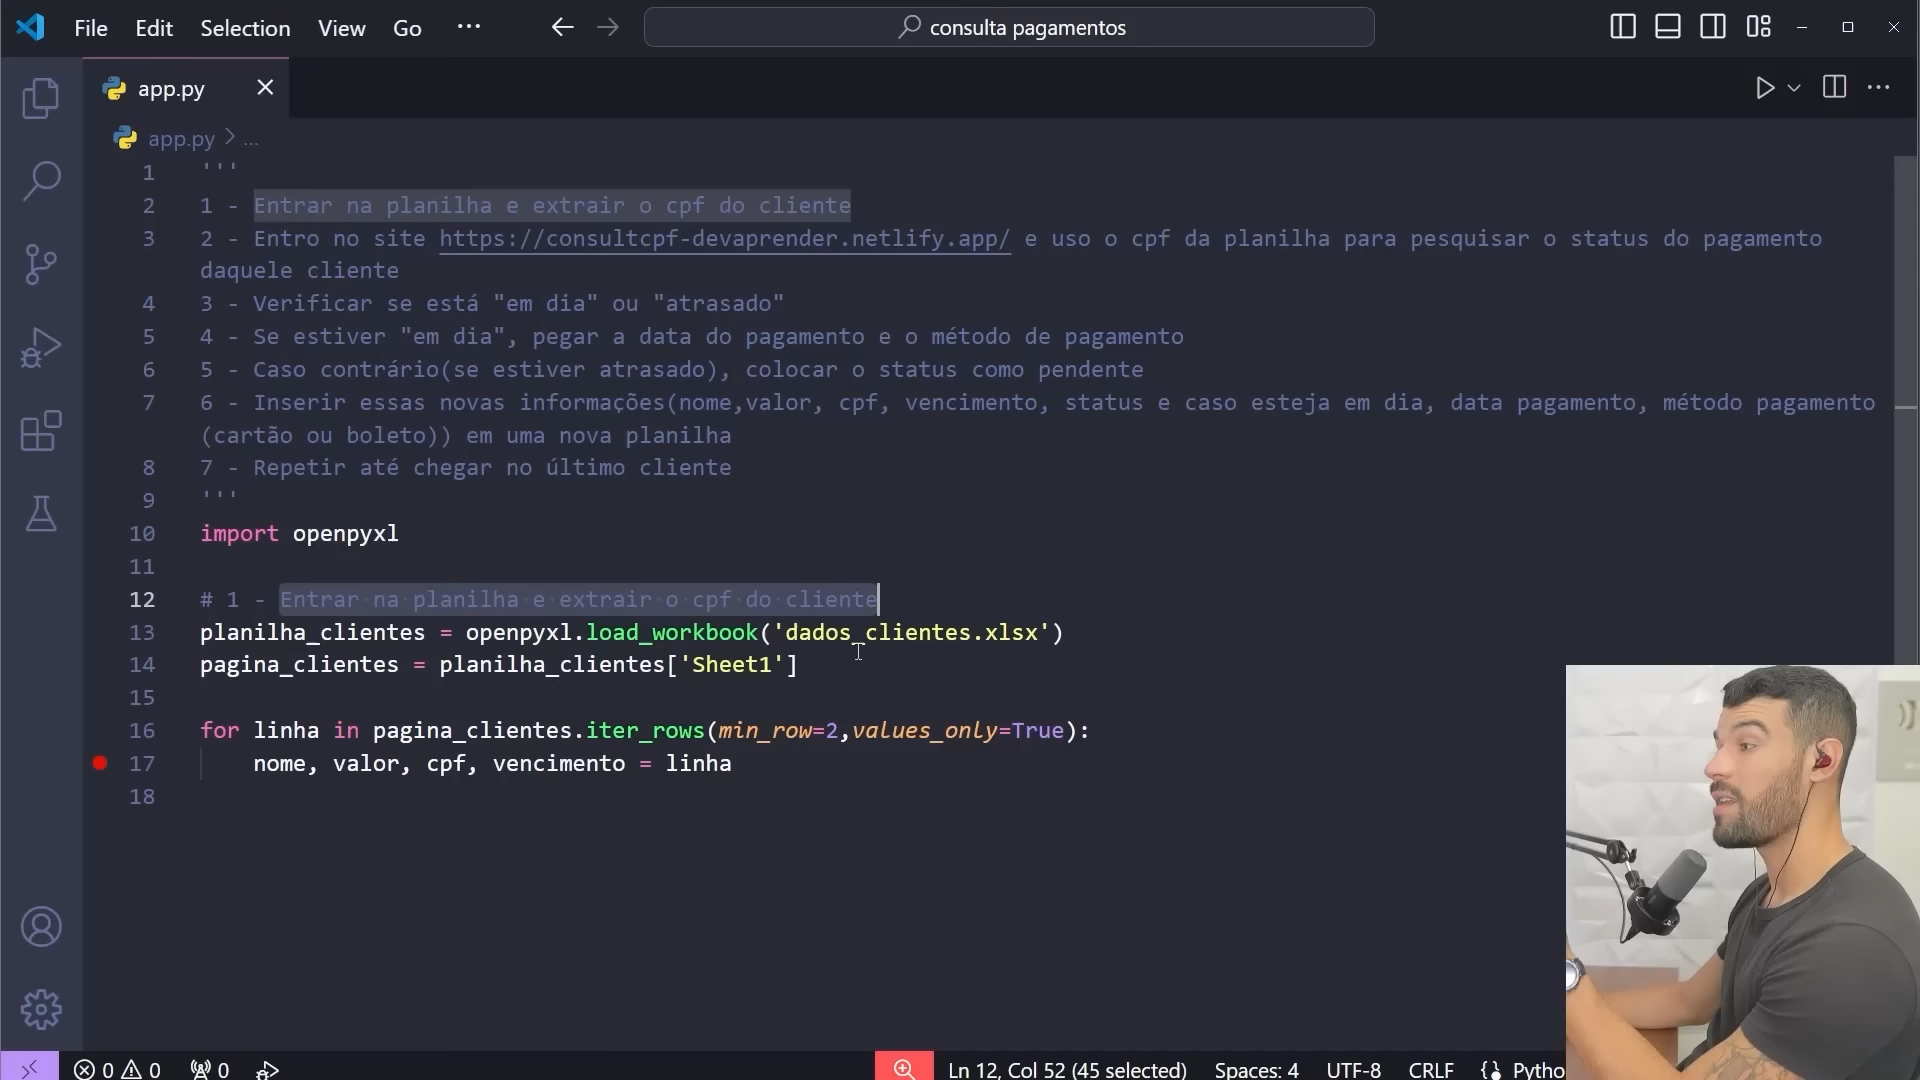 File Edit Selection View Go ··· consulta pagamentos
app.py
app.py > ...
1 '''
2 1 - Entrar na planilha e extrair o cpf do cliente
3 2 - Entro no site https://consultcpf-devaprender.netlify.app/ e uso o cpf da planilha para pesquisar o status do pagamento
daquele cliente
4 3 - Verificar se está "em dia" ou "atrasado"
5 4 - Se estiver "em dia", pegar a data do pagamento e o método de pagamento
6 5 - Caso contrário(se estiver atrasado), colocar o status como pendente
7 6 - Inserir essas novas informações(nome,valor, cpf, vencimento, status e caso esteja em dia, data pagamento, método pagamento
(cartão ou boleto)) em uma nova planilha
8 7 - Repetir até chegar no último cliente
9 '''
10 import openpyxl
11
12 # 1 - Entrar na planilha e extrair o cpf do cliente
13 planilha_clientes = openpyxl.load_workbook('dados_clientes.xlsx')
14 pagina_clientes = planilha_clientes['Sheet1']
15
16 for linha in pagina_clientes.iter_rows(min_row=2,values_only=True):
17 nome, valor, cpf, vencimento = linha
18
0 0 0 Ln 12, Col 52 (45 selected) Spaces: 4 UTF-8 CRLF {} Pytho